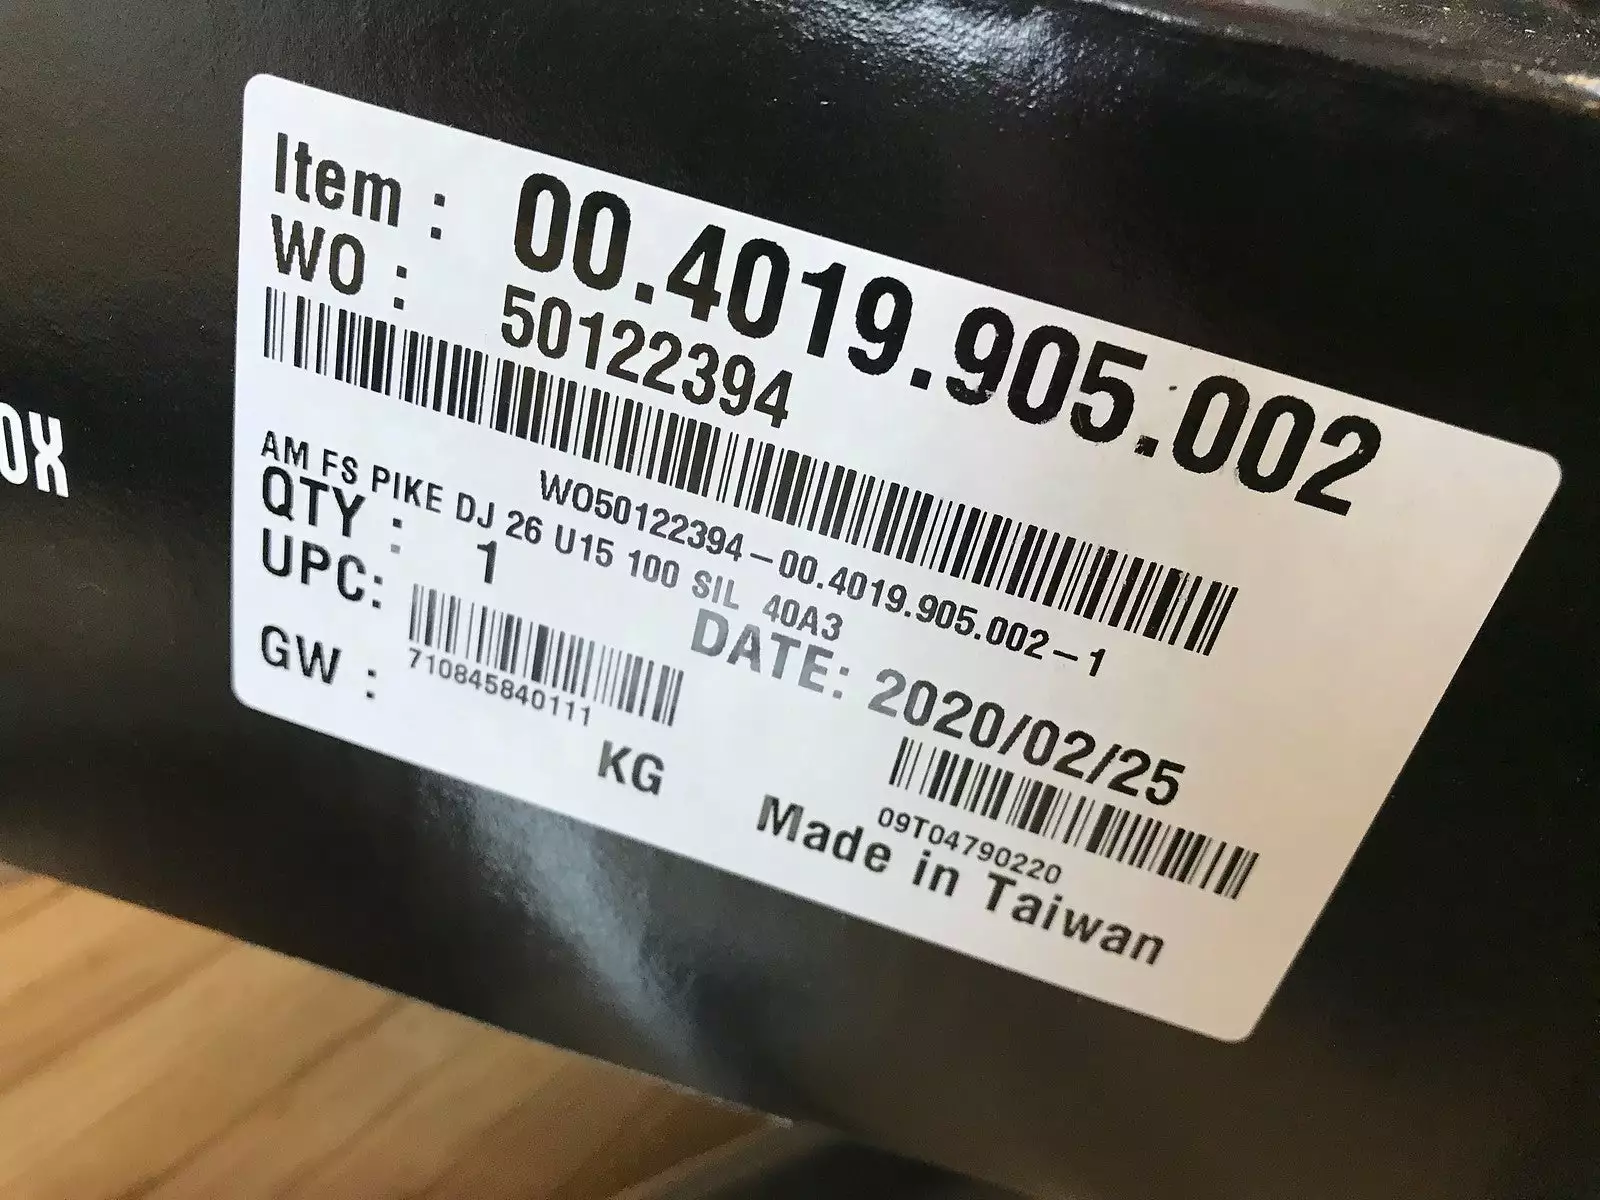 Item : 00.4019.905.002
WO : 50122394
WO50122394-00.4019.905.002-1
AM FS PIKE DJ 26 U15 100 SIL 40A3
QTY : 1
DATE: 2020/02/25
UPC:
710845840111
09T04790220
GW : KG
Made in Taiwan
OX